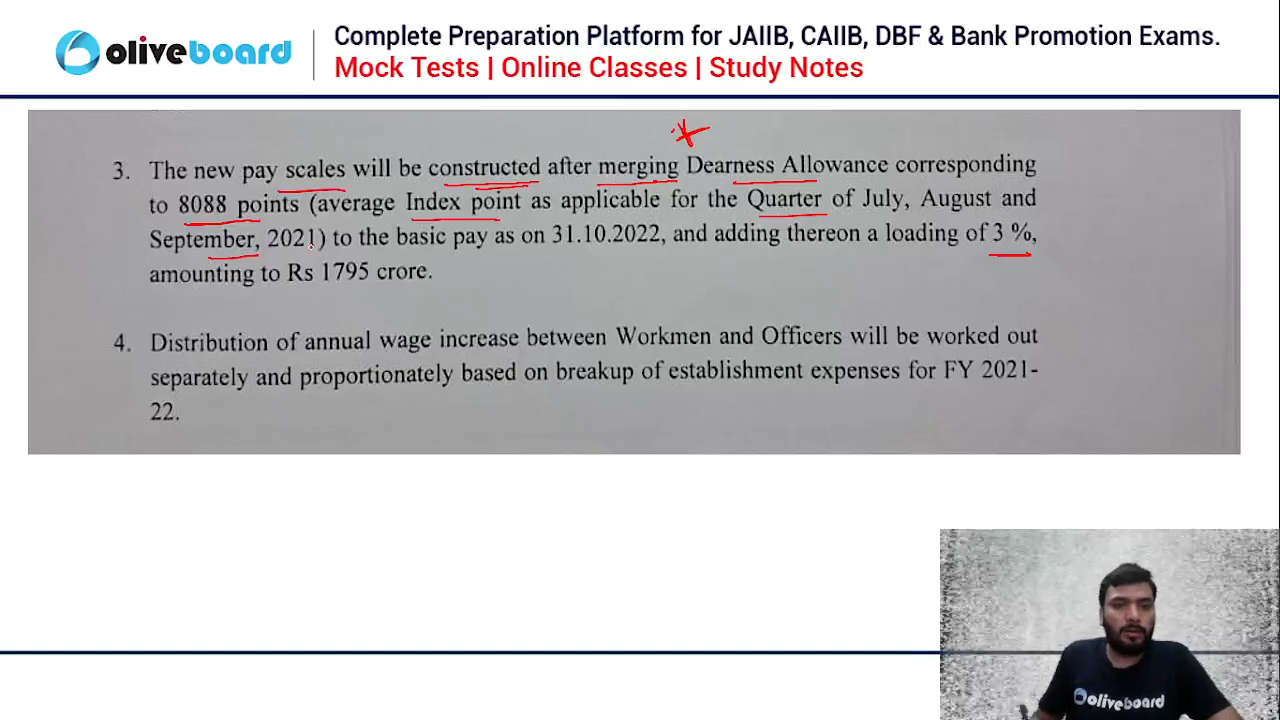 oliveboard
Complete Preparation Platform for JAIIB, CAIIB, DBF & Bank Promotion Exams.
Mock Tests | Online Classes | Study Notes
3. The new pay scales will be constructed after merging Dearness Allowance corresponding
to 8088 points (average Index point as applicable for the Quarter of July, August and
September, 2021) to the basic pay as on 31.10.2022, and adding thereon a loading of 3 %,
amounting to Rs 1795 crore.
4. Distribution of annual wage increase between Workmen and Officers will be worked out
separately and proportionately based on breakup of establishment expenses for FY 2021-
22.
oliveboard